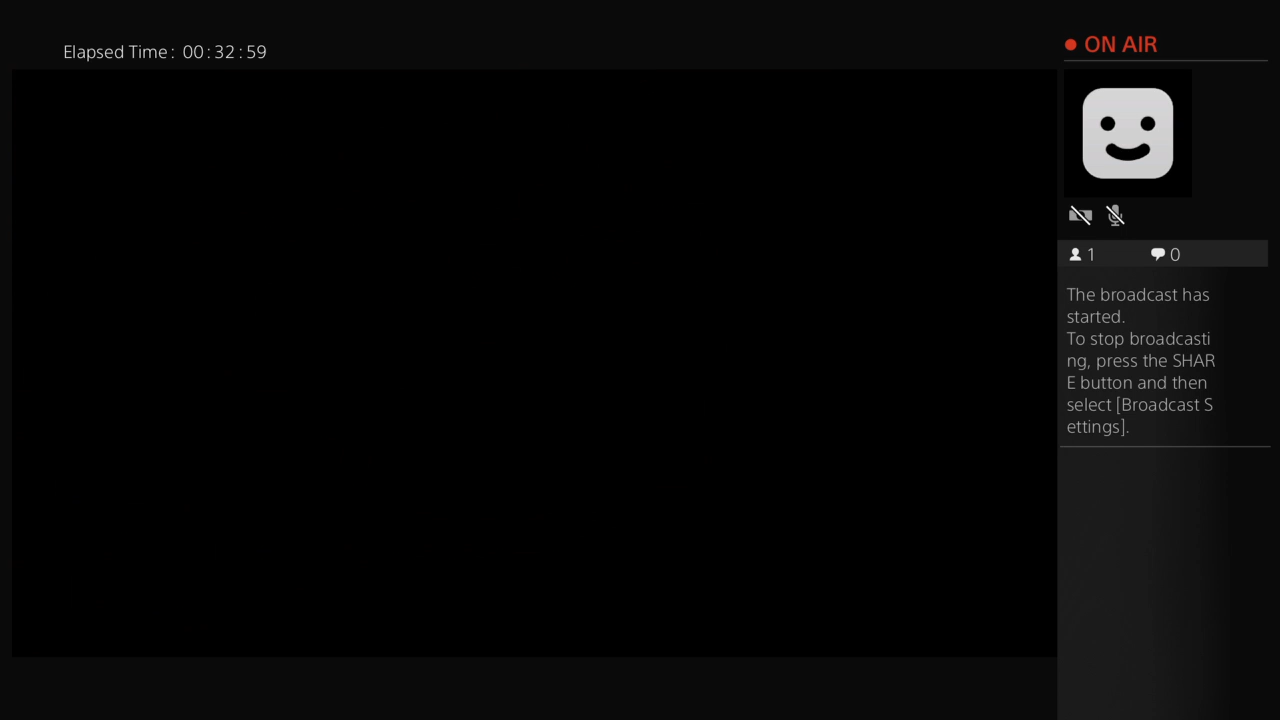 Elapsed Time: 00:32:59
ON AIR
1
0
The broadcast has
started.
To stop broadcasti
ng, press the SHAR
E button and then
select [Broadcast S
ettings].